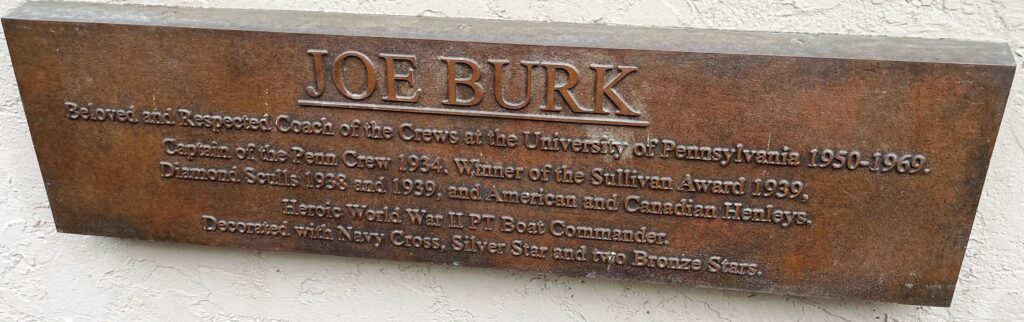 JOE BURK
Beloved and Respected Coach of the Crews at the University of Pennsylvania 1950-1969.
Captain of the Penn Crew 1934. Winner of the Sullivan Award 1939,
Diamond Sculls 1938 and 1939, and American and Canadian Henleys.
Heroic World War II PT Boat Commander.
Decorated with Navy Cross, Silver Star and two Bronze Stars.